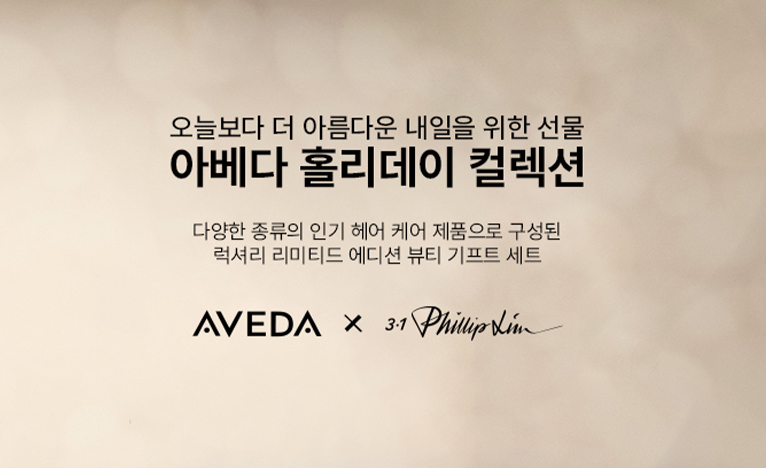 오늘보다 더 아름다운 내일을 위한 선물
아베다 홀리데이 컬렉션
다양한 종류의 인기 헤어 케어 제품으로 구성된
럭셔리 리미티드 에디션 뷰티 기프트 세트
AVEDA × 3·1 Phillip Lim